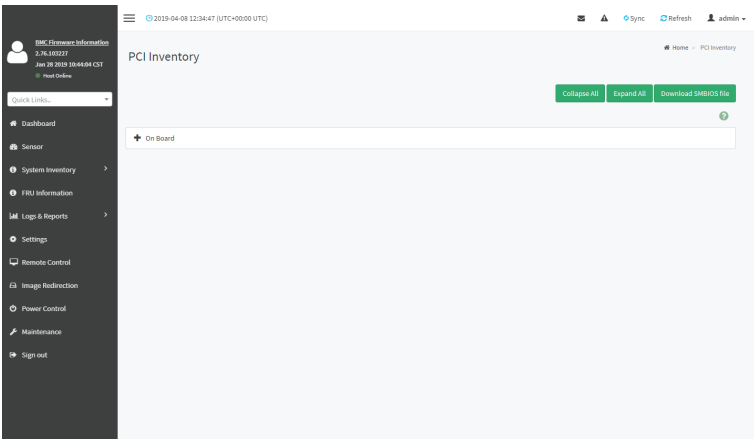 2019-04-08 12:34:47 (UTC+00:00 UTC)
Sync
Refresh
admin
BMC Firmware Information
2.76.103227
Jan 28 2019 10:44:04 CST
Host Online
Quick Links..
Dashboard
Sensor
System Inventory
FRU Information
Logs & Reports
Settings
Remote Control
Image Redirection
Power Control
Maintenance
Sign out
PCI Inventory
Home > PCI Inventory
Collapse All
Expand All
Download SMBIOS file
On Board